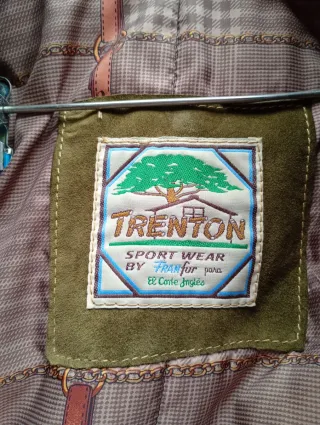 TRENTON
SPORT WEAR
BY FRANfur para
El Corte Inglés